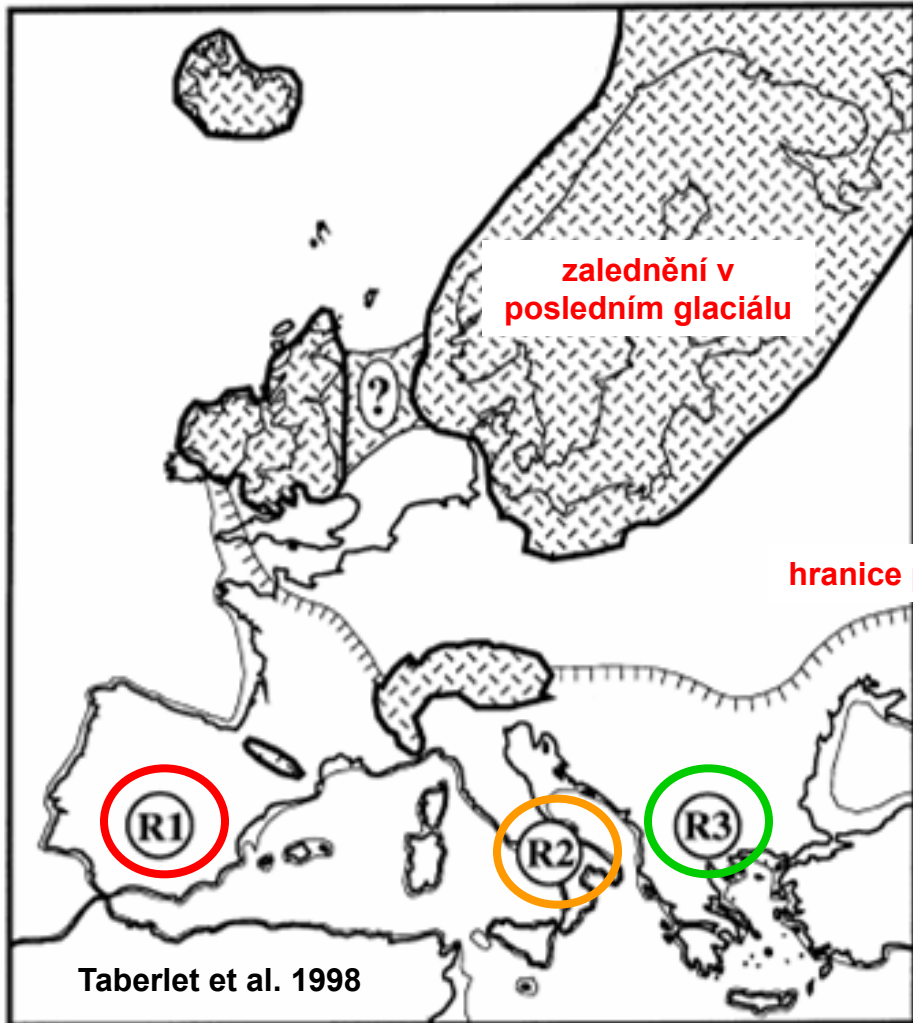 zalednění v
posledním glaciálu
?
hranice
R1
R2
R3
Taberlet et al. 1998